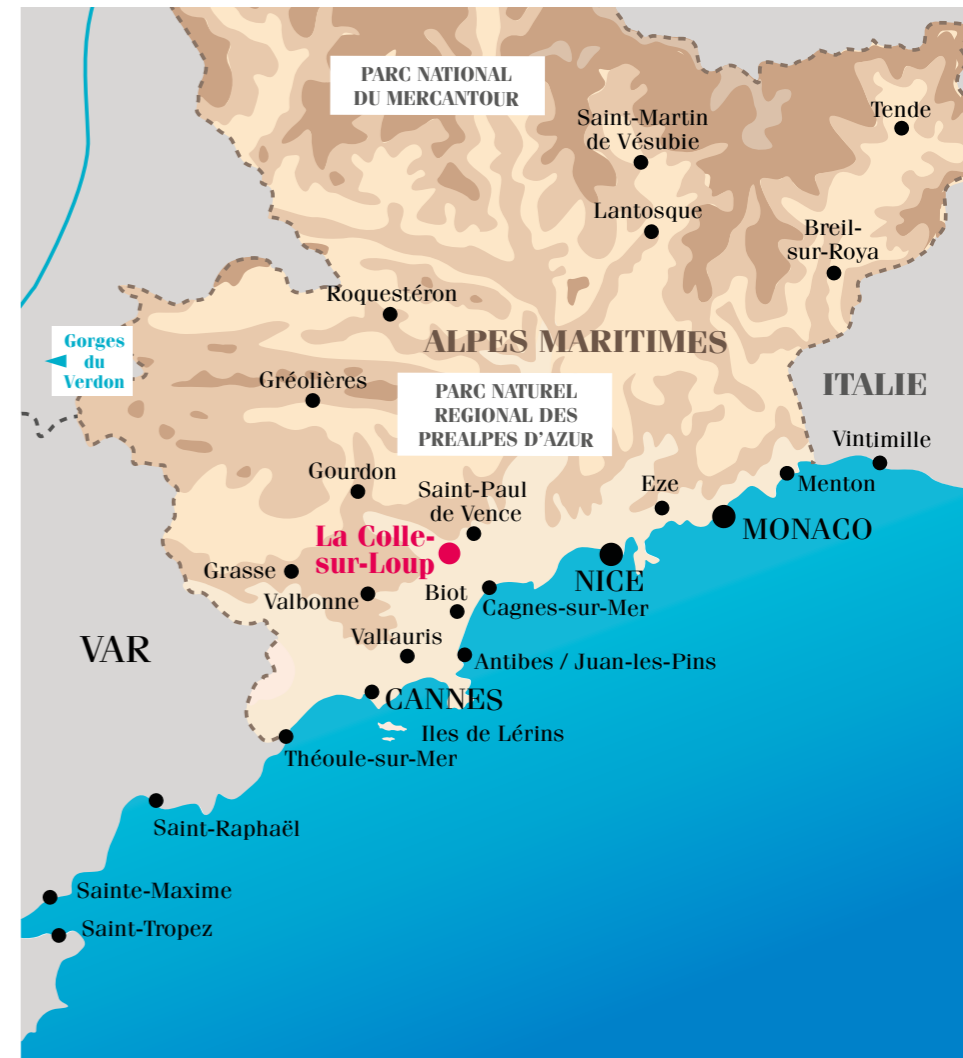 PARC NATIONAL
DU MERCANTOUR
Tende
Saint-Martin
de Vésubie
Lantosque
Breil-
sur-Roya
Roquestéron
ALPES MARITIMES
Gorges
du
Verdon
Gréolières
PARC NATUREL
REGIONAL DES
PREALPES D'AZUR
ITALIE
Vintimille
Gourdon
Saint-Paul
de Vence
Eze
Menton
La Colle-
sur-Loup
MONACO
Grasse
NICE
Valbonne
Biot
Cagnes-sur-Mer
Vallauris
VAR
Antibes / Juan-les-Pins
CANNES
Iles de Lérins
Théoule-sur-Mer
Saint-Raphaël
Sainte-Maxime
Saint-Tropez